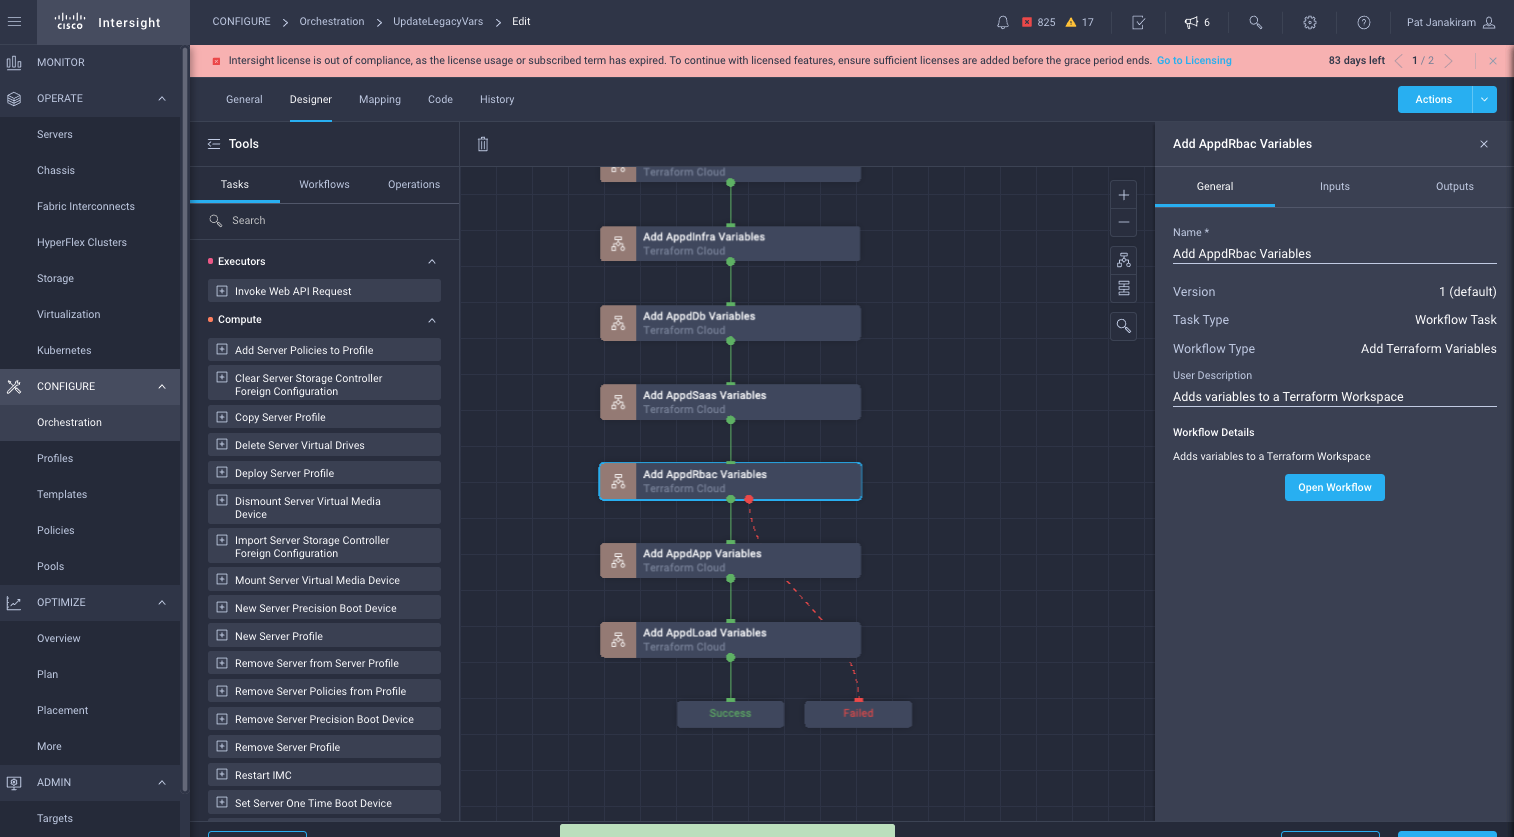 cisco Intersight
CONFIGURE > Orchestration > UpdateLegacyVars > Edit
825 17 6 Pat Janakiram
Intersight license is out of compliance, as the license usage or subscribed term has expired. To continue with licensed features, ensure sufficient licenses are added before the grace period ends. Go to Licensing 83 days left 1 / 2
MONITOR
OPERATE
Servers
Chassis
Fabric Interconnects
HyperFlex Clusters
Storage
Virtualization
Kubernetes
CONFIGURE
Orchestration
Profiles
Templates
Policies
Pools
OPTIMIZE
Overview
Plan
Placement
More
ADMIN
Targets
General Designer Mapping Code History
Actions
Tools
Tasks Workflows Operations
Search
Executors
Invoke Web API Request
Compute
Add Server Policies to Profile
Clear Server Storage Controller
Foreign Configuration
Copy Server Profile
Delete Server Virtual Drives
Deploy Server Profile
Dismount Server Virtual Media
Device
Import Server Storage Controller
Foreign Configuration
Mount Server Virtual Media Device
New Server Precision Boot Device
New Server Profile
Remove Server from Server Profile
Remove Server Policies from Profile
Remove Server Precision Boot Device
Remove Server Profile
Restart IMC
Set Server One Time Boot Device
Terraform Cloud
Add AppdInfra Variables
Terraform Cloud
Add AppdDb Variables
Terraform Cloud
Add AppdSaas Variables
Terraform Cloud
Add AppdRbac Variables
Terraform Cloud
Add AppdApp Variables
Terraform Cloud
Add AppdLoad Variables
Terraform Cloud
Success Failed
Add AppdRbac Variables
General Inputs Outputs
Name *
Add AppdRbac Variables
Version 1 (default)
Task Type Workflow Task
Workflow Type Add Terraform Variables
User Description
Adds variables to a Terraform Workspace
Workflow Details
Adds variables to a Terraform Workspace
Open Workflow